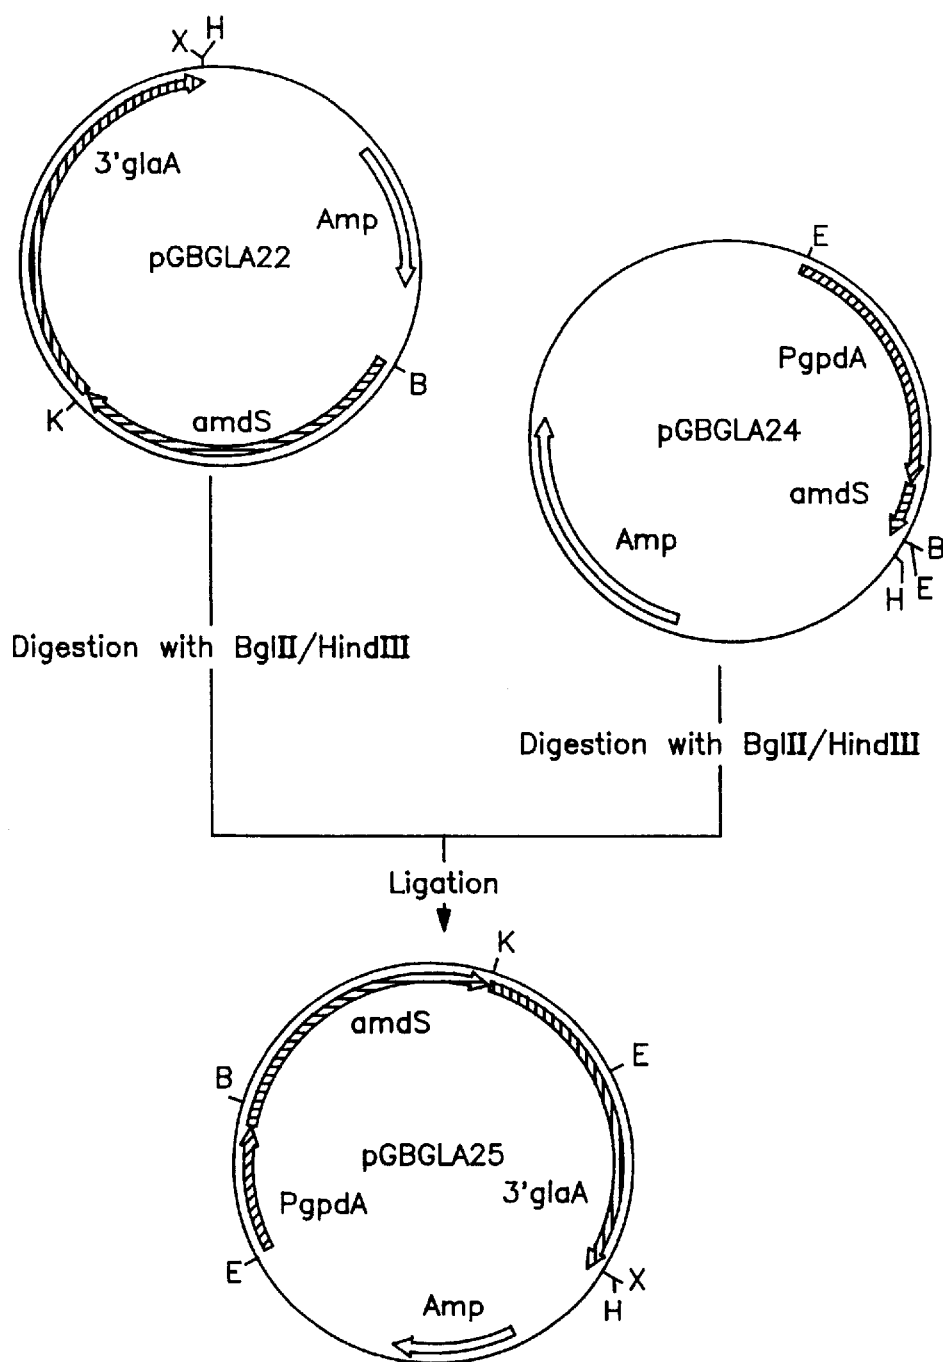 X H
3'glaA
Amp
pGBGLA22
B
K
amdS
E
PgpdA
pGBGLA24
amdS
Amp
B
E
H
Digestion with BglII/HindIII
Digestion with BglII/HindIII
Ligation
K
amdS
E
B
pGBGLA25
3'glaA
PgpdA
E
X
H
Amp